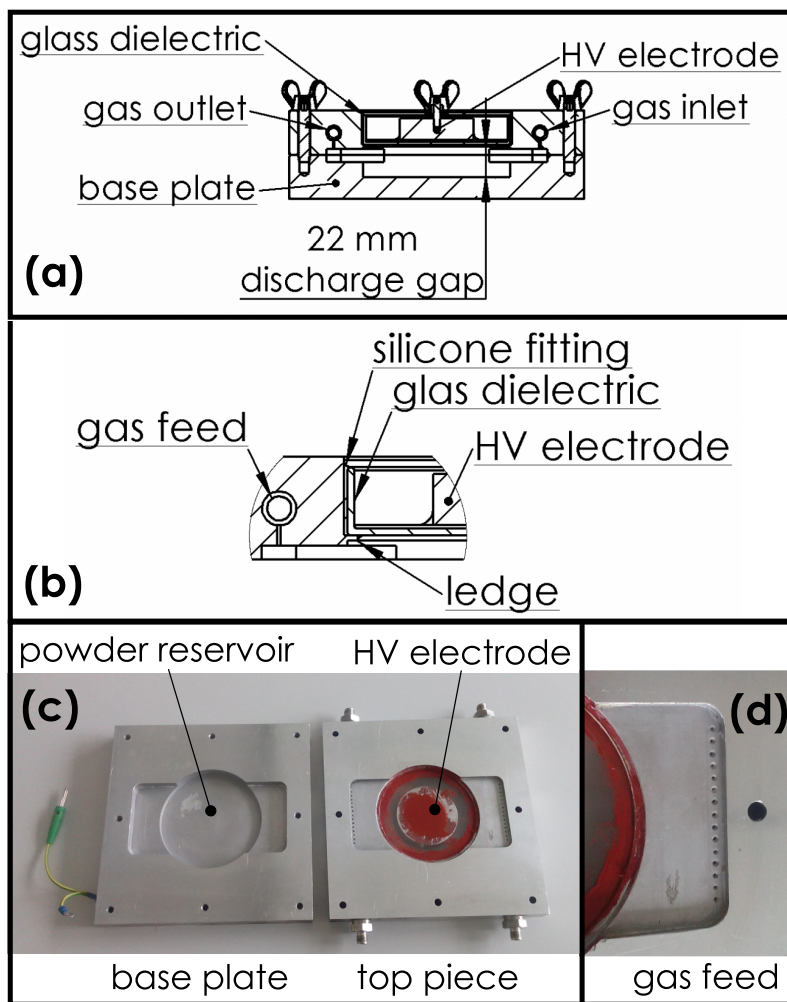 glass dielectric
HV electrode
gas outlet
gas inlet
base plate
22 mm
discharge gap
(a)
silicone fitting
glas dielectric
gas feed
HV electrode
(b)
ledge
powder reservoir
HV electrode
(c)
(d)
base plate
top piece
gas feed